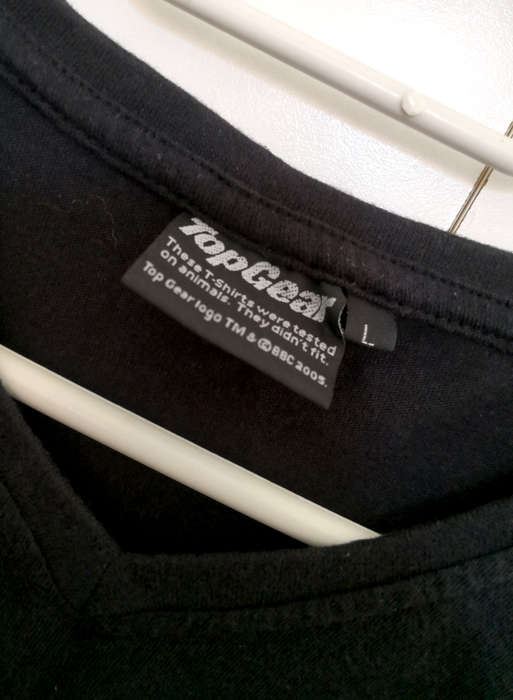 TopGear
These T-Shirts were tested
on animals. They didn't fit.
Top Gear logo TM & © BBC 2005.
L